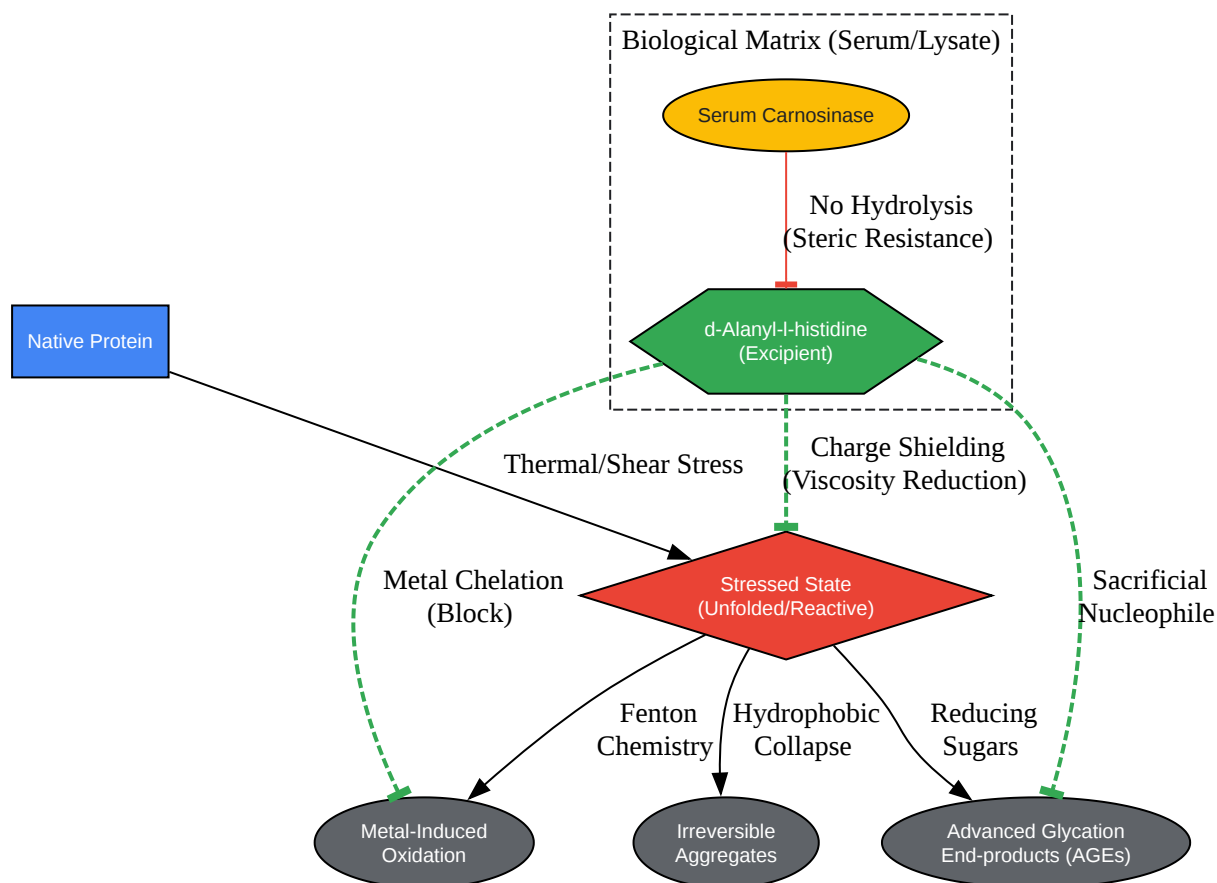 Biological Matrix (Serum/Lysate)
Serum Carnosinase
No Hydrolysis
(Steric Resistance)
Native Protein
d-Alanyl-l-histidine
(Excipient)
Thermal/Shear Stress
Charge Shielding
(Viscosity Reduction)
Metal Chelation
(Block)
Stressed State
(Unfolded/Reactive)
Sacrificial
Nucleophile
Fenton
Chemistry
Hydrophobic
Collapse
Reducing
Sugars
Metal-Induced
Oxidation
Irreversible
Aggregates
Advanced Glycation
End-products (AGEs)